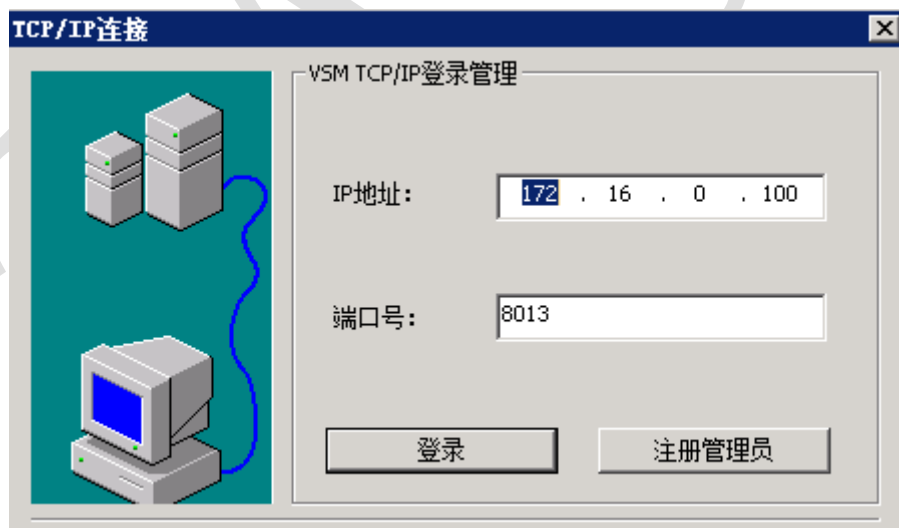 TCP/IP连接
VSM TCP/IP登录管理
IP地址: 172 . 16 . 0 . 100
端口号: 8013
登录 注册管理员